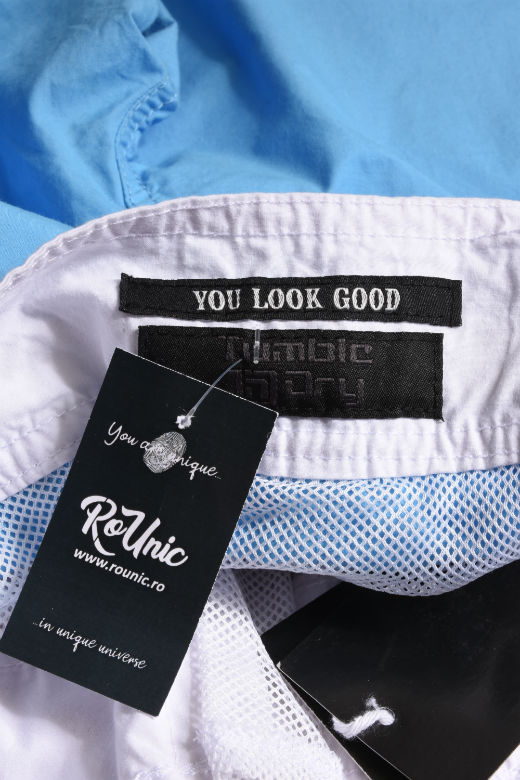 YOU LOOK GOOD
Tumble
'N Dry
You are unique...
RoUnic
www.rounic.ro
...in unique universe